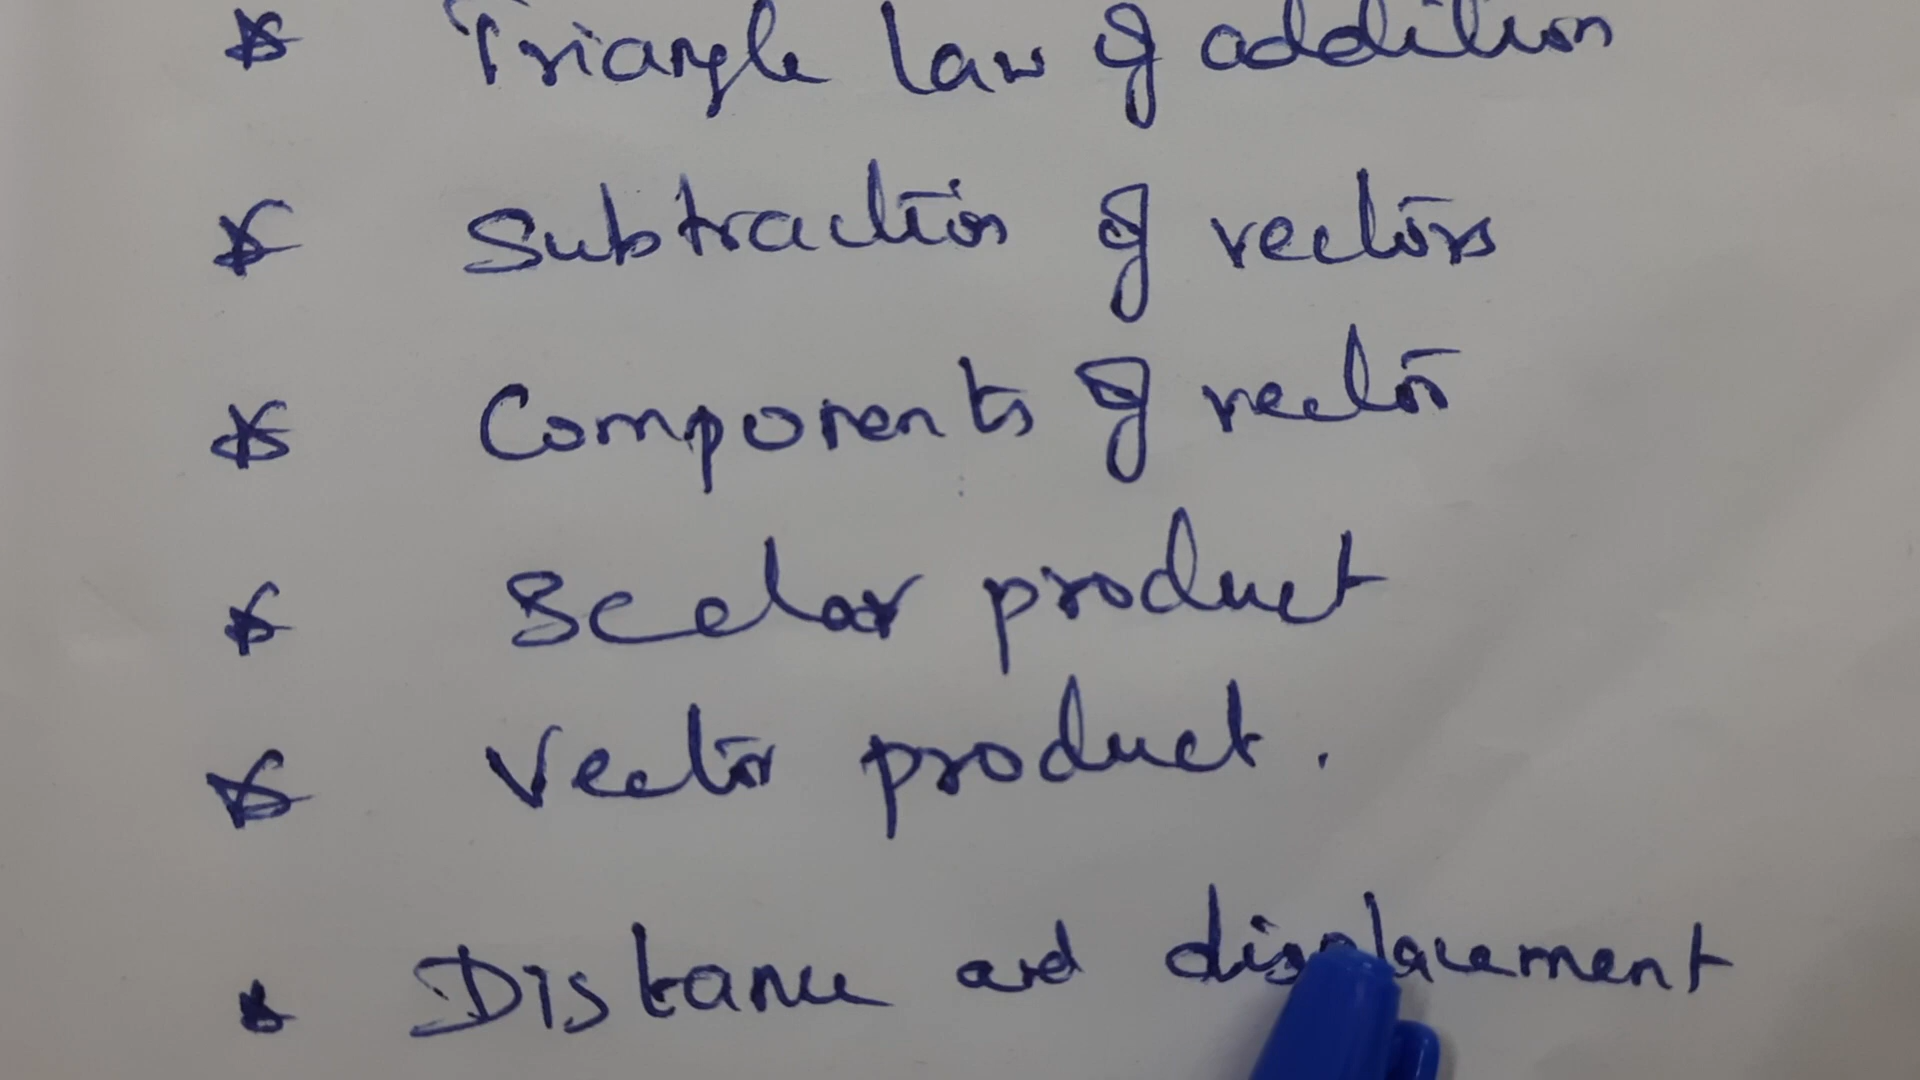 * Triangle law of addition
* Subtraction of vectors
* Components of vector
* Scalar product
* Vector product.
* Distance and displacement